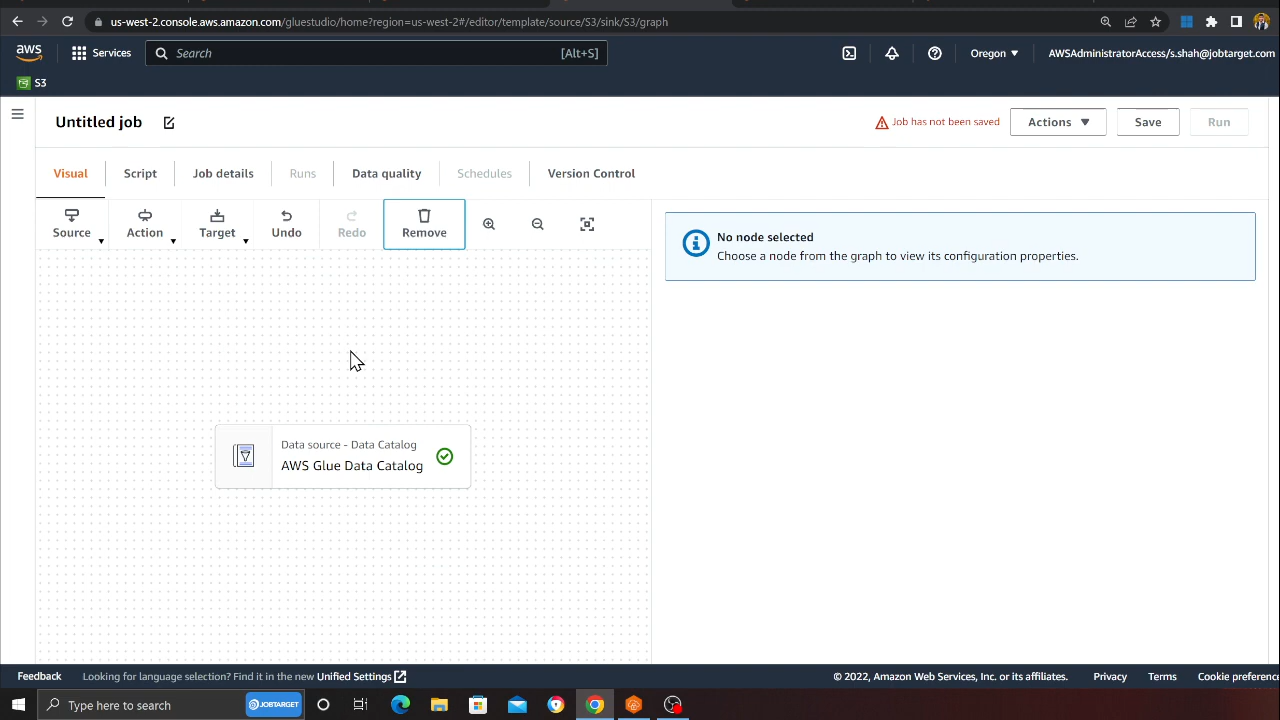 us-west-2.console.aws.amazon.com/gluestudio/home?region=us-west-2#/editor/template/source/S3/sink/S3/graph
aws
Services
Search
[Alt+S]
Oregon
AWSAdministratorAccess/s.shah@jobtarget.com
S3
Untitled job
Job has not been saved
Actions
Save
Run
Visual
Script
Job details
Runs
Data quality
Schedules
Version Control
Source
Action
Target
Undo
Redo
Remove
No node selected
Choose a node from the graph to view its configuration properties.
Data source - Data Catalog
AWS Glue Data Catalog
Feedback
Looking for language selection? Find it in the new Unified Settings
© 2022, Amazon Web Services, Inc. or its affiliates.
Privacy
Terms
Cookie preference
Type here to search
JOBTARGET